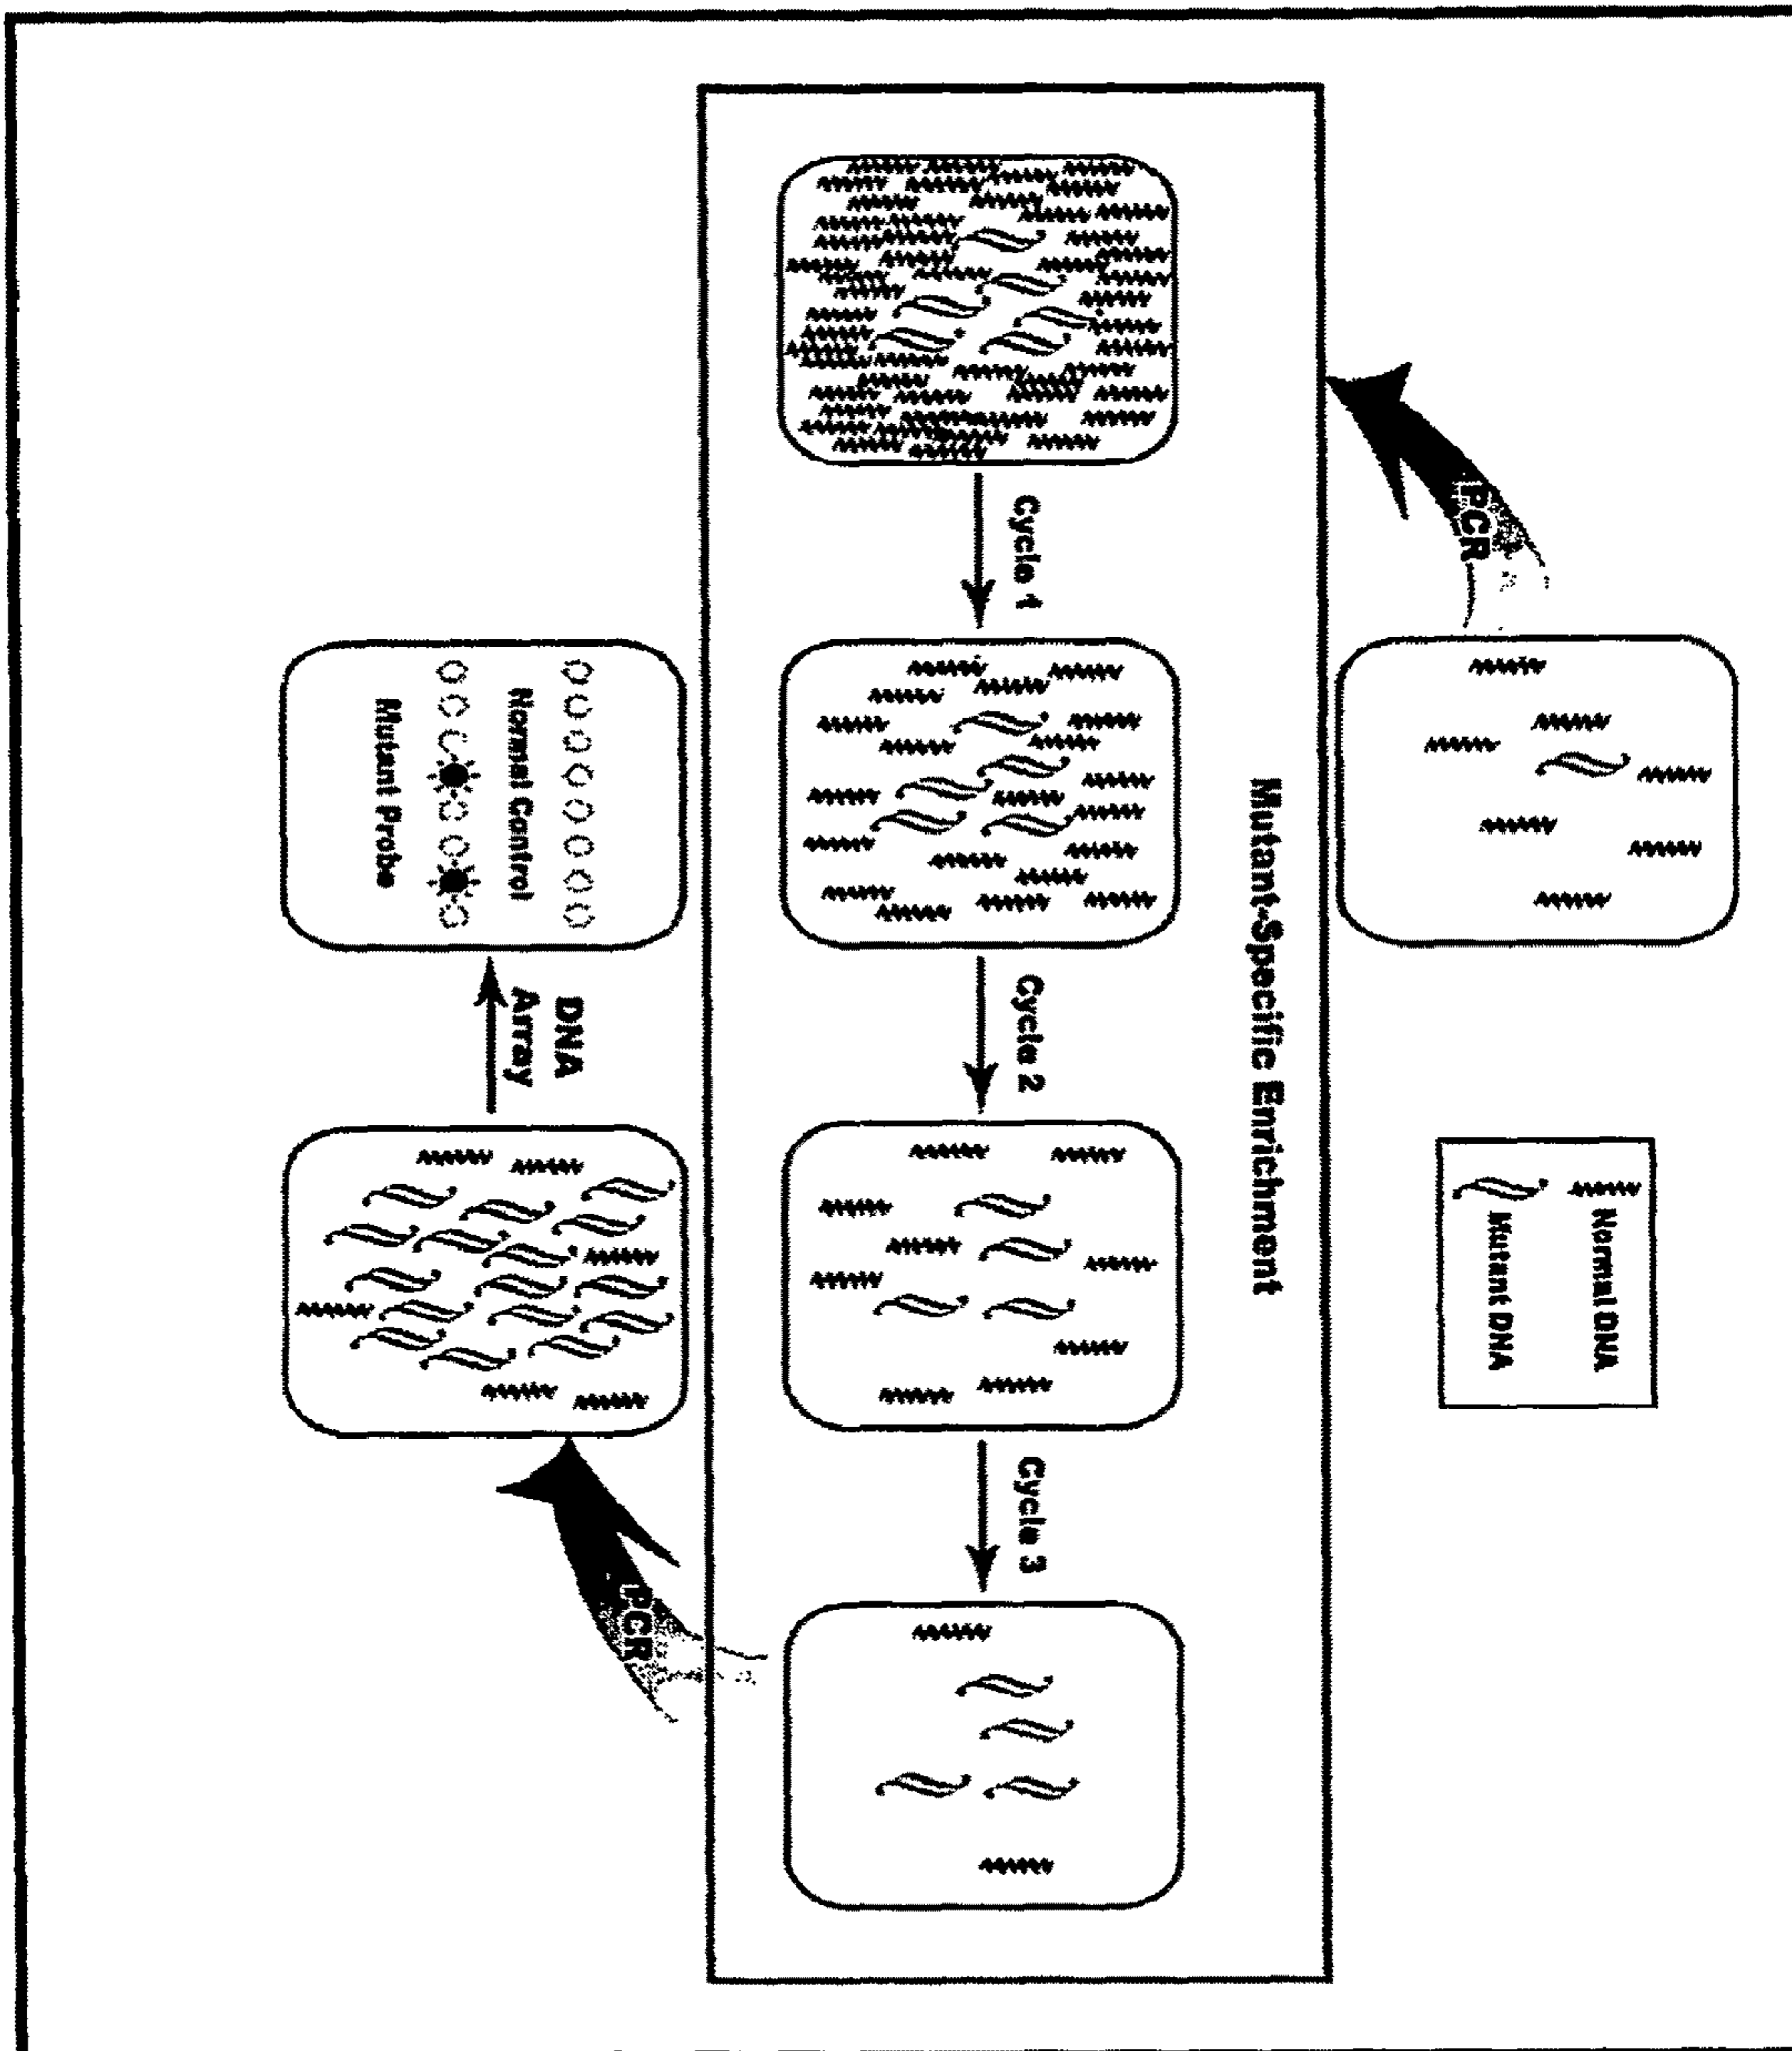 PCR
Normal DNA
Mutant DNA
Mutant-Specific Enrichment
Cycle 1
Cycle 2
Cycle 3
PCR
DNA
Array
Normal Control
Mutant Probe